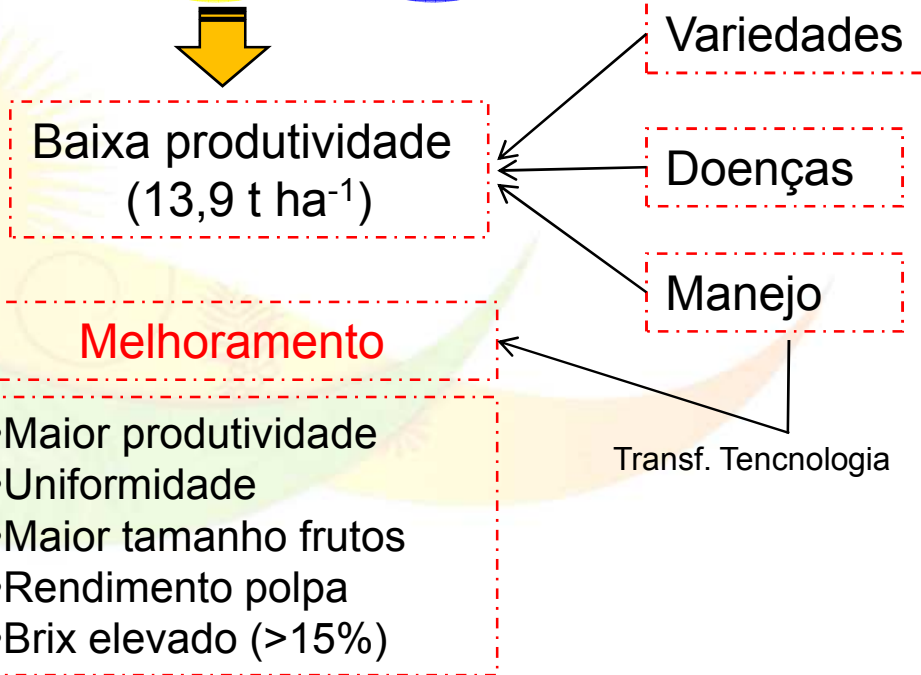 Variedades
Baixa produtividade
(13,9 t ha-1)
Doenças
Manejo
Melhoramento
•Maior produtividade
•Uniformidade
•Maior tamanho frutos
•Rendimento polpa
•Brix elevado (>15%)
Transf. Tencnologia